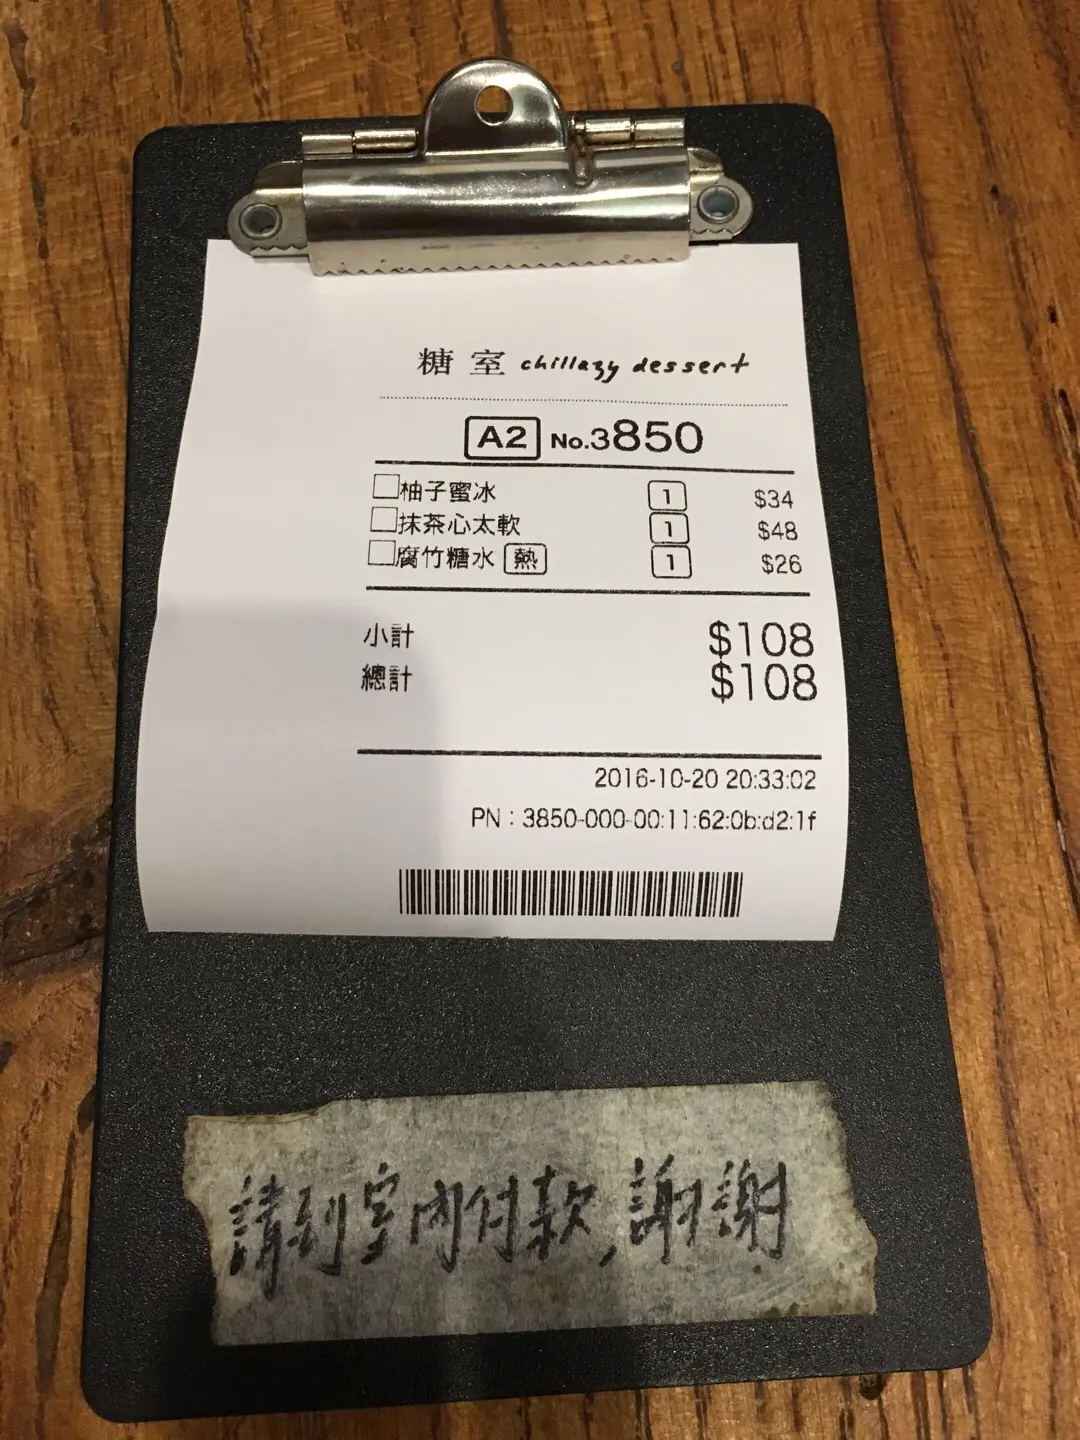 糖室 chillazy dessert
A2 No.3850
柚子蜜冰 1 $34
抹茶心太軟 1 $48
腐竹糖水 熱 1 $26
小計 $108
總計 $108
2016-10-20 20:33:02
PN : 3850-000-00:11:62:0b:d2:1f
請到室內付款,謝謝